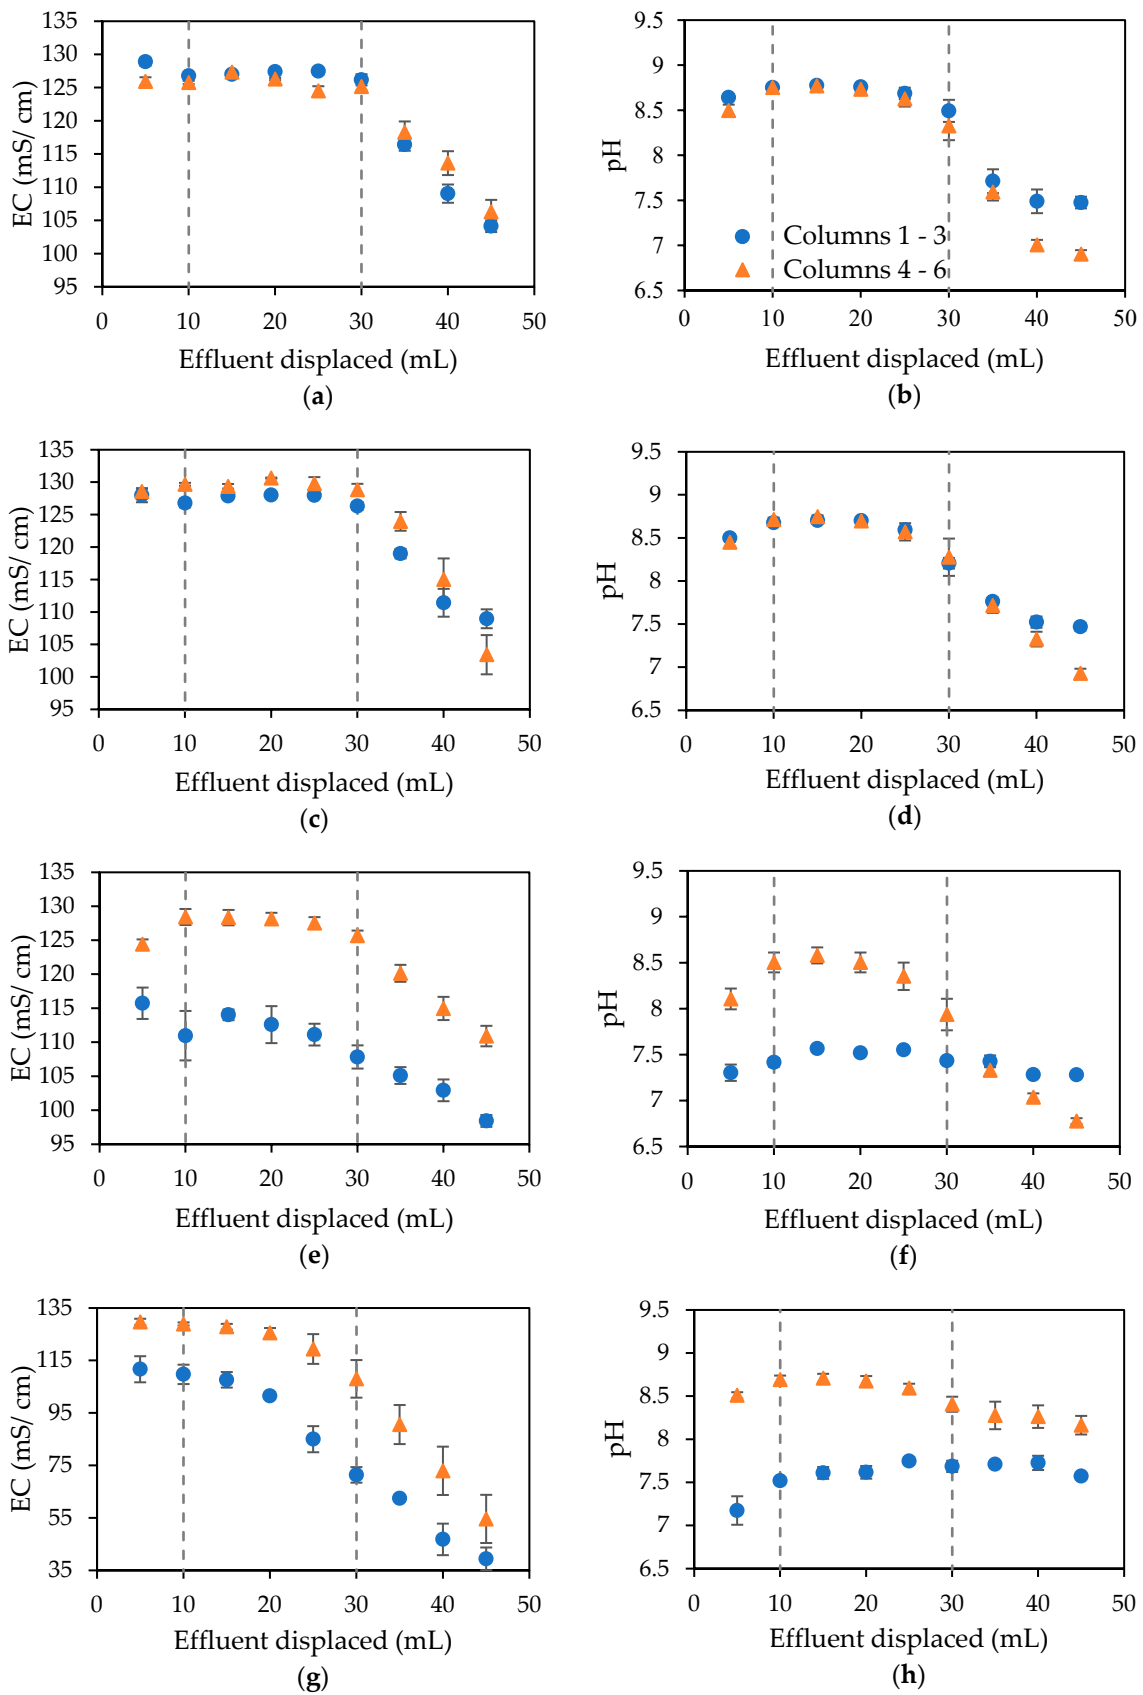 135
130
125
120
115
110
105
100
95
EC (mS/ cm)
0 10 20 30 40 50
Effluent displaced (mL)
(a)
9.5
9
8.5
8
7.5
7
6.5
pH
Columns 1 - 3
Columns 4 - 6
0 10 20 30 40 50
Effluent displaced (mL)
(b)
135
130
125
120
115
110
105
100
95
EC (mS/ cm)
0 10 20 30 40 50
Effluent displaced (mL)
(c)
9.5
9
8.5
8
7.5
7
6.5
pH
0 10 20 30 40 50
Effluent displaced (mL)
(d)
135
130
125
120
115
110
105
100
95
EC (mS/ cm)
0 10 20 30 40 50
Effluent displaced (mL)
(e)
9.5
9
8.5
8
7.5
7
6.5
pH
0 10 20 30 40 50
Effluent displaced (mL)
(f)
135
115
95
75
55
35
EC (mS/ cm)
0 10 20 30 40 50
Effluent displaced (mL)
(g)
9.5
9
8.5
8
7.5
7
6.5
pH
0 10 20 30 40 50
Effluent displaced (mL)
(h)